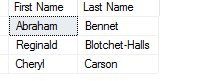 First Name Last Name
Abraham Bennet
Reginald Blotchet-Halls
Cheryl Carson